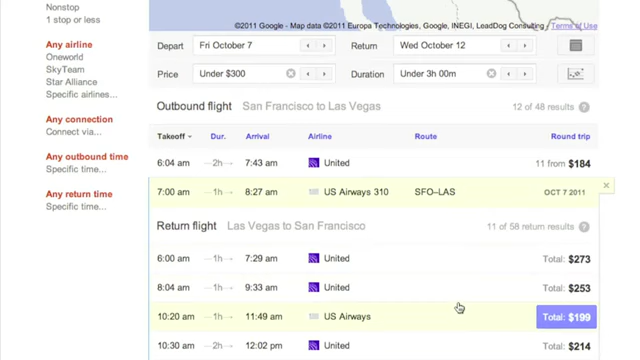 Nonstop
1 stop or less
Any airline
Oneworld
SkyTeam
Star Alliance
Specific airlines...
Any connection
Connect via...
Any outbound time
Specific time...
Any return time
Specific time...
©2011 Google - Map data ©2011 Europa Technologies, Google, INEGI, LeadDog Consulting - Terms of Use
Depart Fri October 7 Return Wed October 12
Price Under $300 Duration Under 3h 00m
Outbound flight San Francisco to Las Vegas 12 of 48 results ?
Takeoff Dur. Arrival Airline Route Round trip
6:04 am 2h 7:43 am United 11 from $184
7:00 am 1h 8:27 am US Airways 310 SFO–LAS OCT 7 2011
Return flight Las Vegas to San Francisco 11 of 58 return results ?
6:00 am 1h 7:29 am United Total: $273
8:04 am 1h 9:33 am United Total: $253
10:20 am 1h 11:49 am US Airways Total: $199
10:30 am 2h 12:02 pm United Total: $214